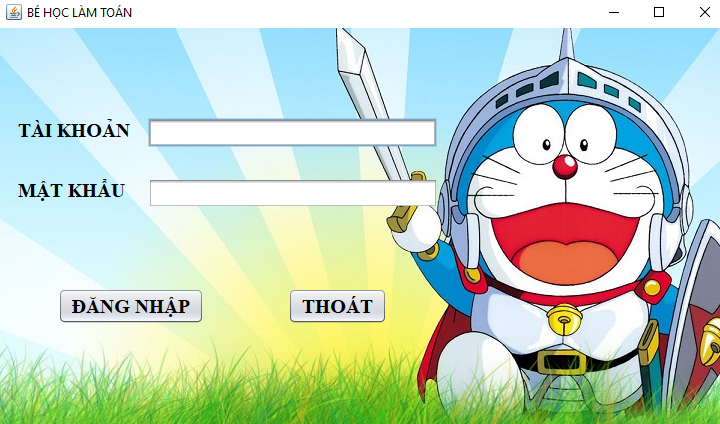 BÉ HỌC LÀM TOÁN
TÀI KHOẢN
MẬT KHẨU
ĐĂNG NHẬP
THOÁT